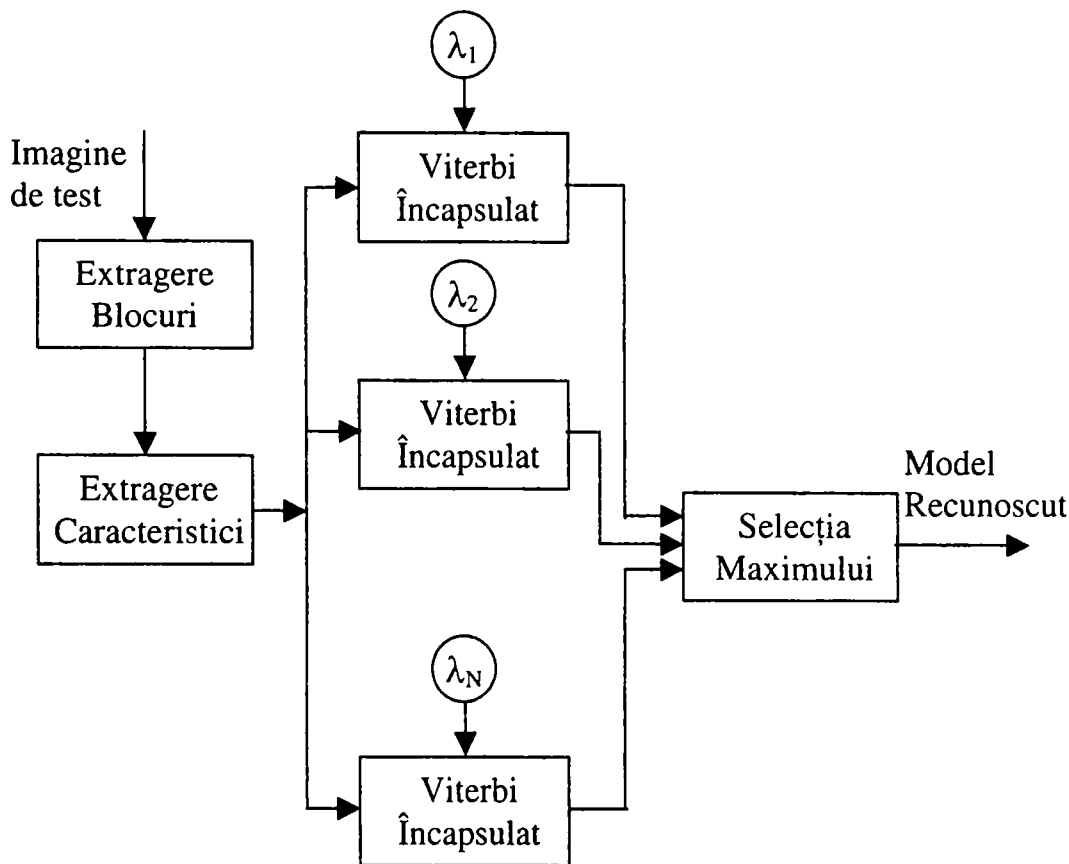 λ1
Imagine
de test
Viterbi
Încapsulat
Extragere
Blocuri
λ2
Viterbi
Încapsulat
Extragere
Caracteristici
Model
Recunoscut
Selecția
Maximului
λN
Viterbi
Încapsulat